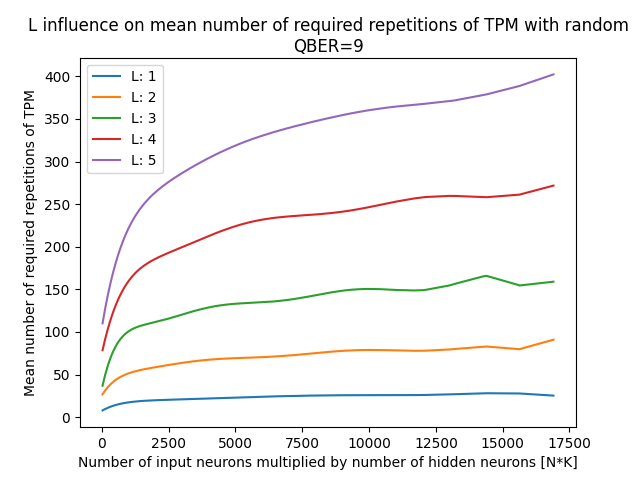 L influence on mean number of required repetitions of TPM with random
QBER=9
Mean number of required repetitions of TPM
400
350
300
250
200
150
100
50
0
L: 1
L: 2
L: 3
L: 4
L: 5
0 2500 5000 7500 10000 12500 15000 17500
Number of input neurons multiplied by number of hidden neurons [N*K]